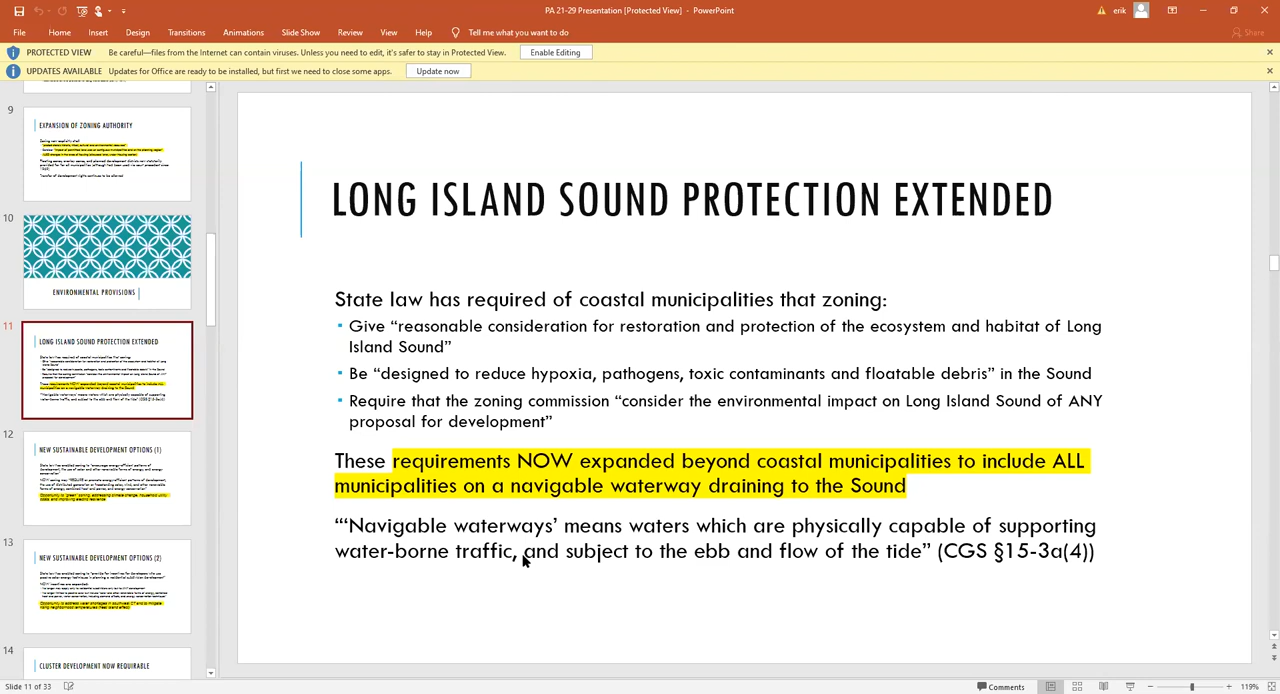 PA 21-29 Presentation [Protected View] - PowerPoint
erik
File Home Insert Design Transitions Animations Slide Show Review View Help Tell me what you want to do
Share
PROTECTED VIEW Be careful—files from the Internet can contain viruses. Unless you need to edit, it's safer to stay in Protected View. Enable Editing
UPDATES AVAILABLE Updates for Office are ready to be installed, but first we need to close some apps. Update now
9
EXPANSION OF ZONING AUTHORITY
10
ENVIRONMENTAL PROVISIONS
11
LONG ISLAND SOUND PROTECTION EXTENDED
12
NEW SUSTAINABLE DEVELOPMENT OPTIONS (1)
13
NEW SUSTAINABLE DEVELOPMENT OPTIONS (2)
14
CLUSTER DEVELOPMENT NOW REQUIRABLE
LONG ISLAND SOUND PROTECTION EXTENDED
State law has required of coastal municipalities that zoning:
▪ Give “reasonable consideration for restoration and protection of the ecosystem and habitat of Long
Island Sound”
▪ Be “designed to reduce hypoxia, pathogens, toxic contaminants and floatable debris” in the Sound
▪ Require that the zoning commission “consider the environmental impact on Long Island Sound of ANY
proposal for development”
These requirements NOW expanded beyond coastal municipalities to include ALL
municipalities on a navigable waterway draining to the Sound
“‘Navigable waterways’ means waters which are physically capable of supporting
water-borne traffic, and subject to the ebb and flow of the tide” (CGS §15-3a(4))
Slide 11 of 33
Comments
119%